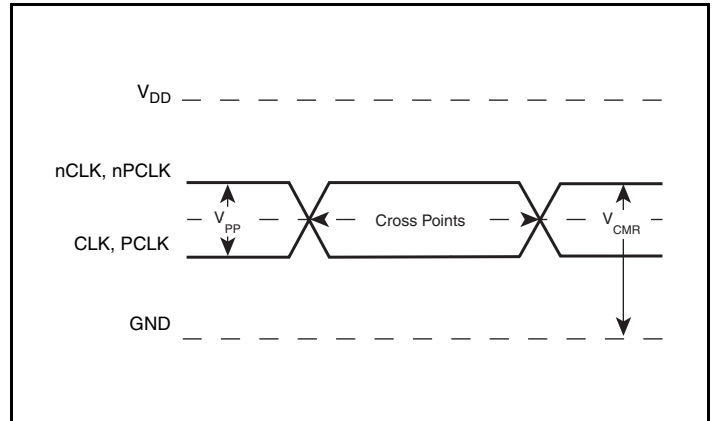 VDD
nCLK, nPCLK
VPP
Cross Points
VCMR
CLK, PCLK
GND